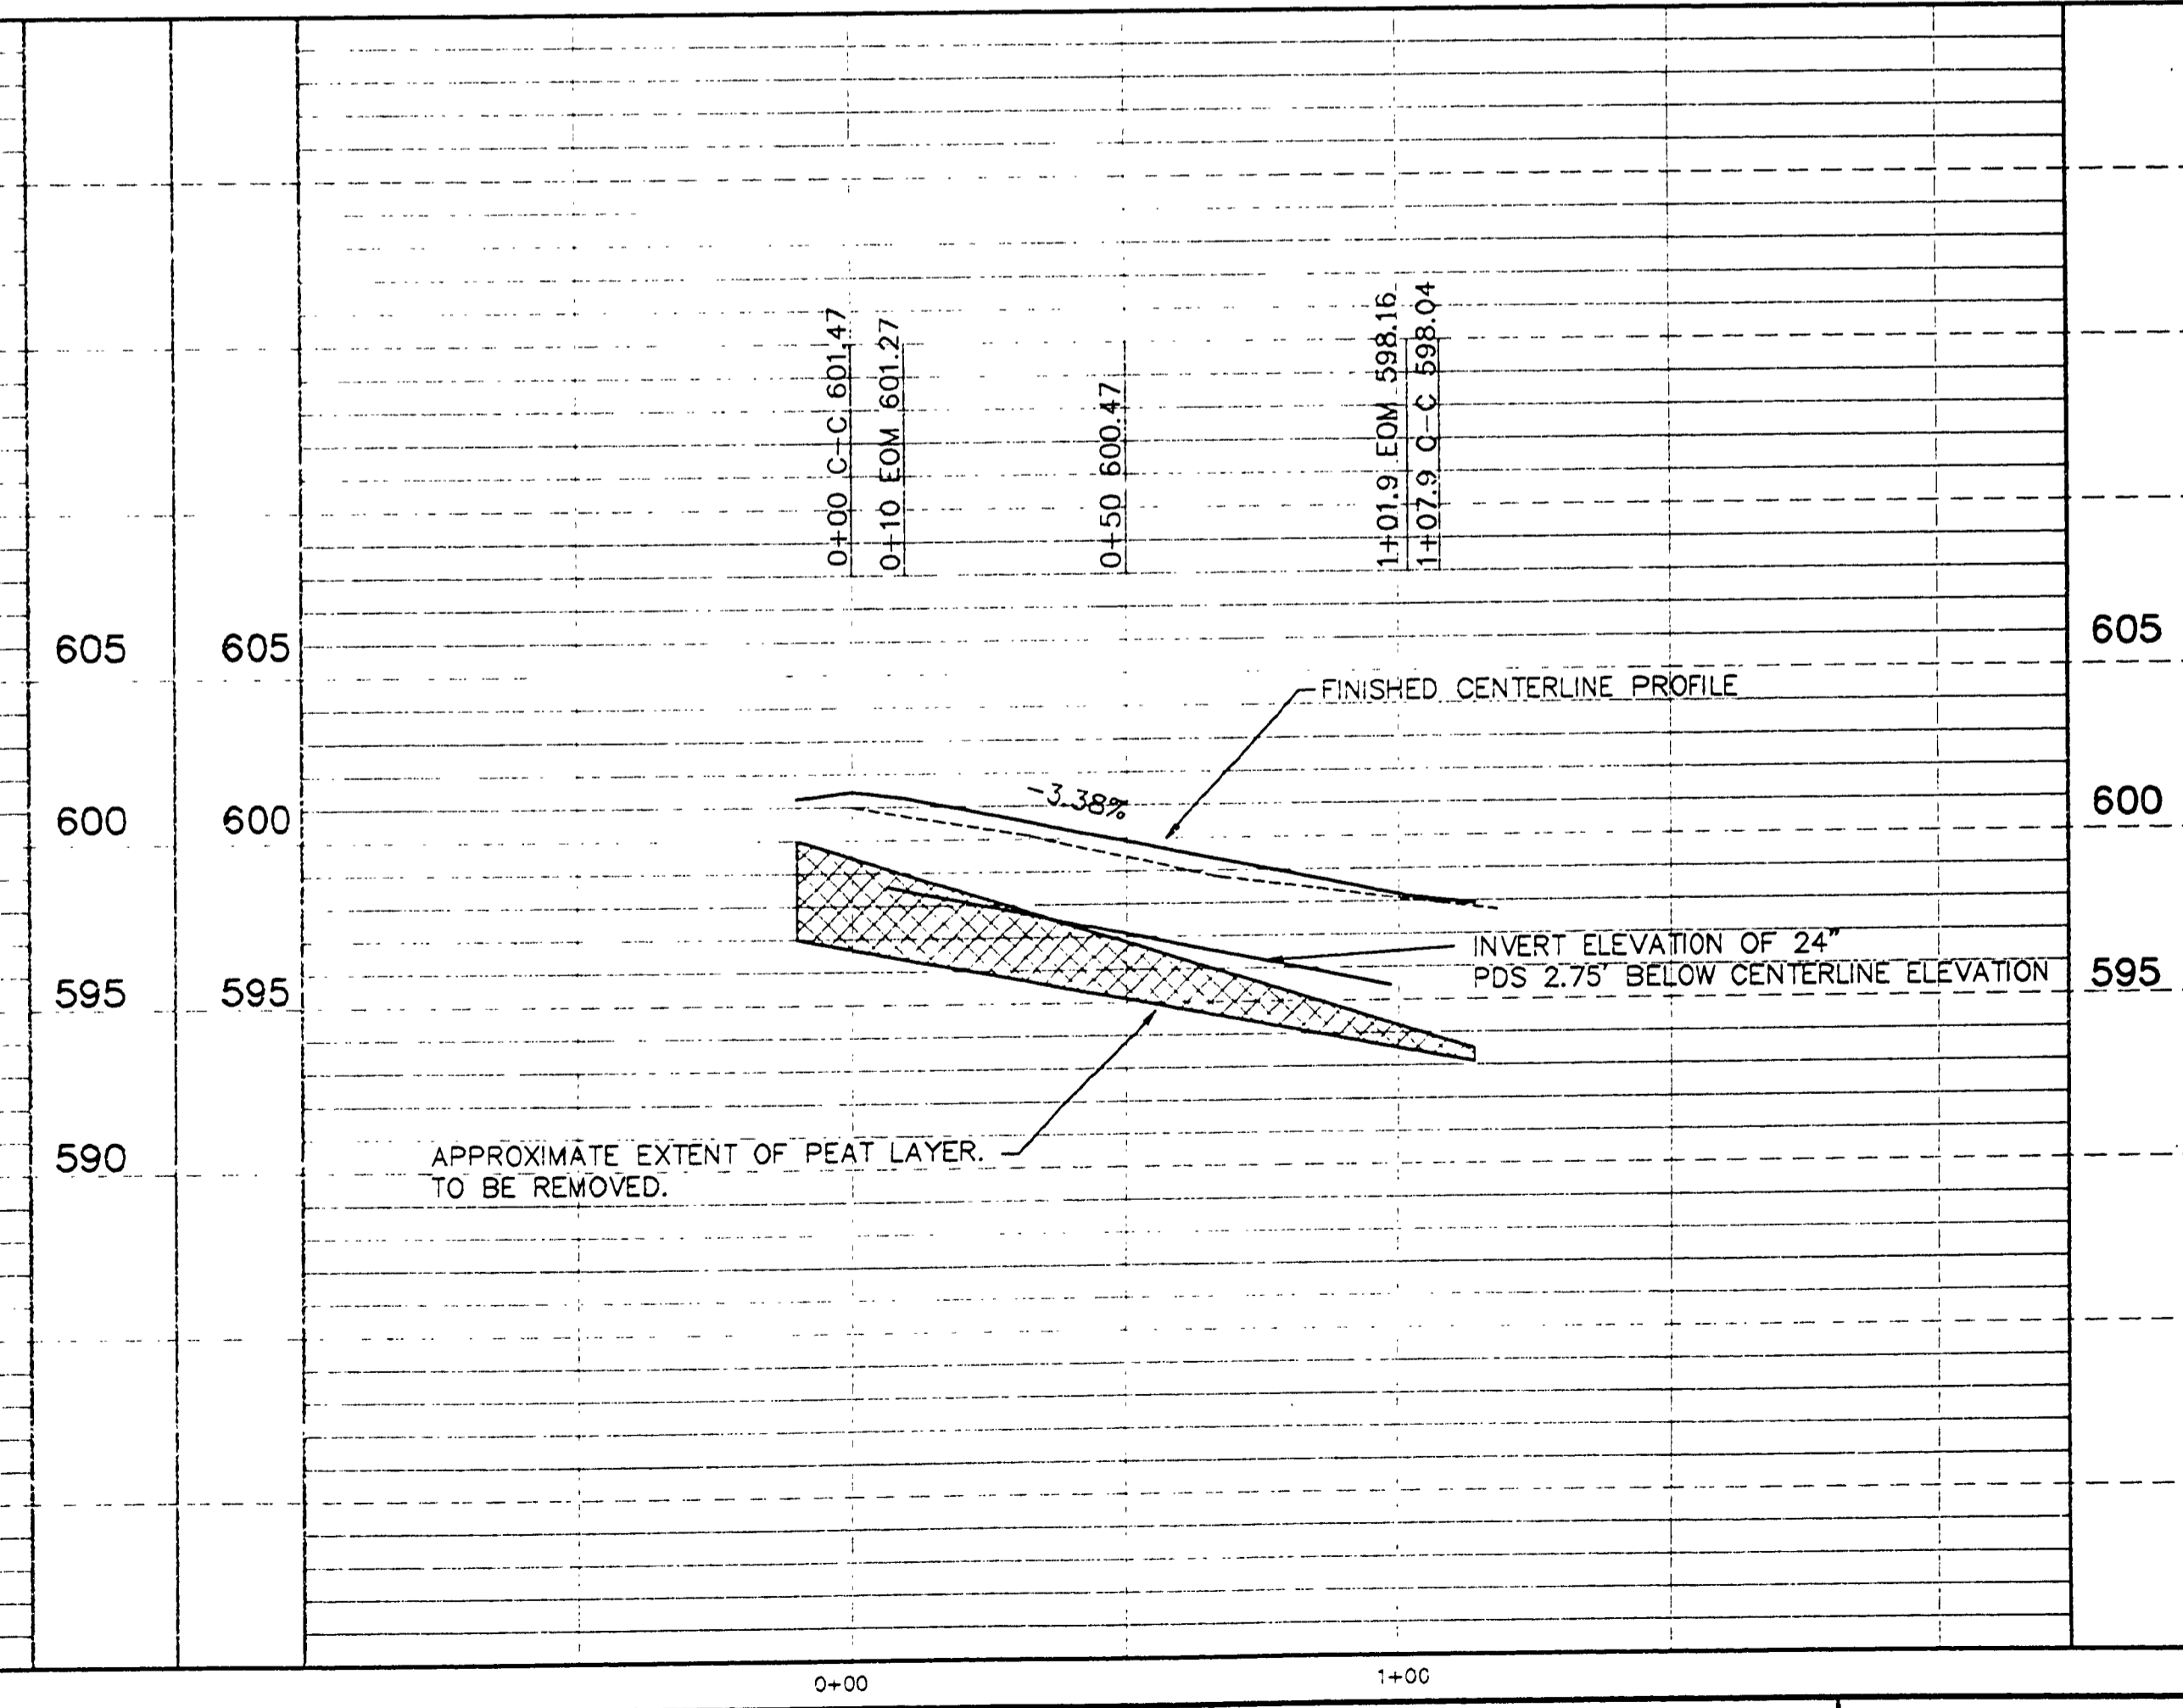 0+00 C-C 601.47
0+10 EOM 601.27
0+50 600.47
1+01.9 EOM 598.16
1+07.9 C-C 598.04
605 605 605
FINISHED CENTERLINE PROFILE
-3.38%
600 600 600
INVERT ELEVATION OF 24"
PDS 2.75' BELOW CENTERLINE ELEVATION
595 595 595
590
APPROXIMATE EXTENT OF PEAT LAYER.
TO BE REMOVED.
0+00 1+00